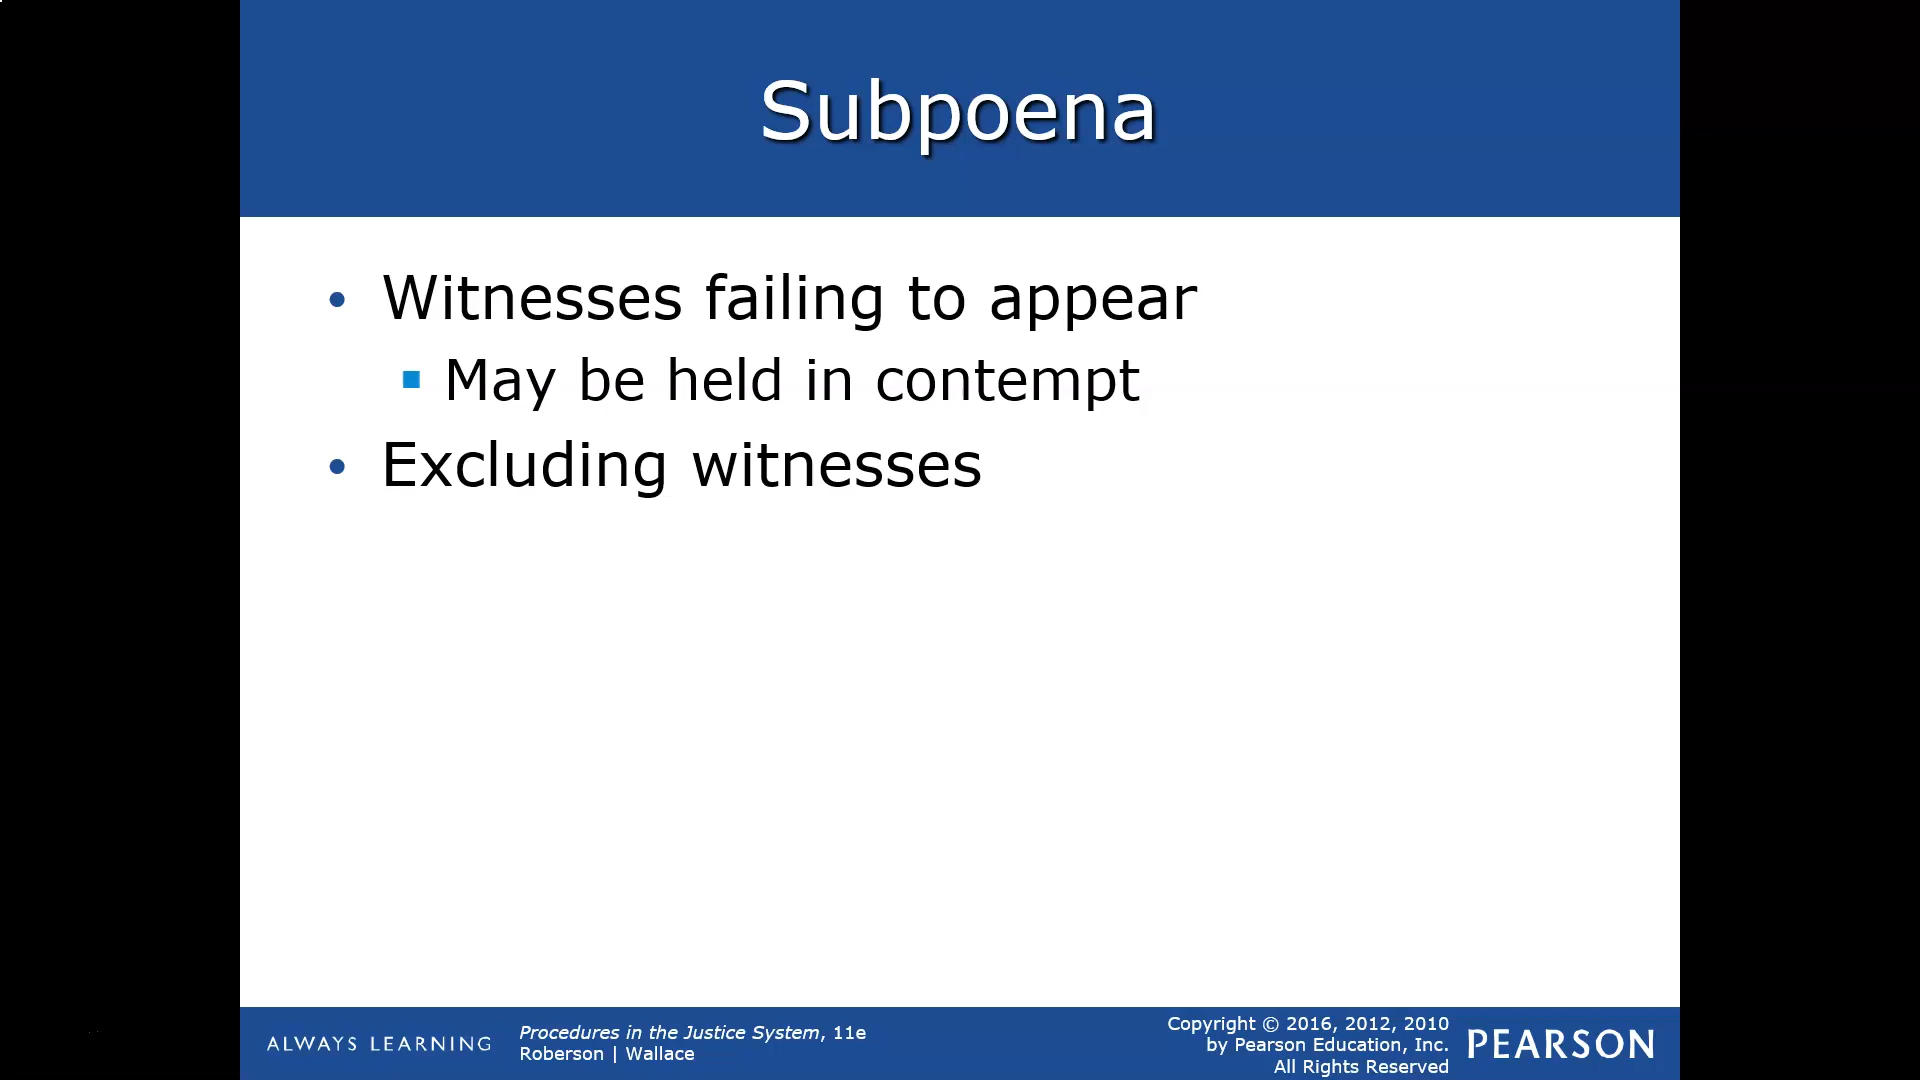 Subpoena
• Witnesses failing to appear
▪ May be held in contempt
• Excluding witnesses
ALWAYS LEARNING
Procedures in the Justice System, 11e
Roberson | Wallace
Copyright © 2016, 2012, 2010
by Pearson Education, Inc.
All Rights Reserved
PEARSON